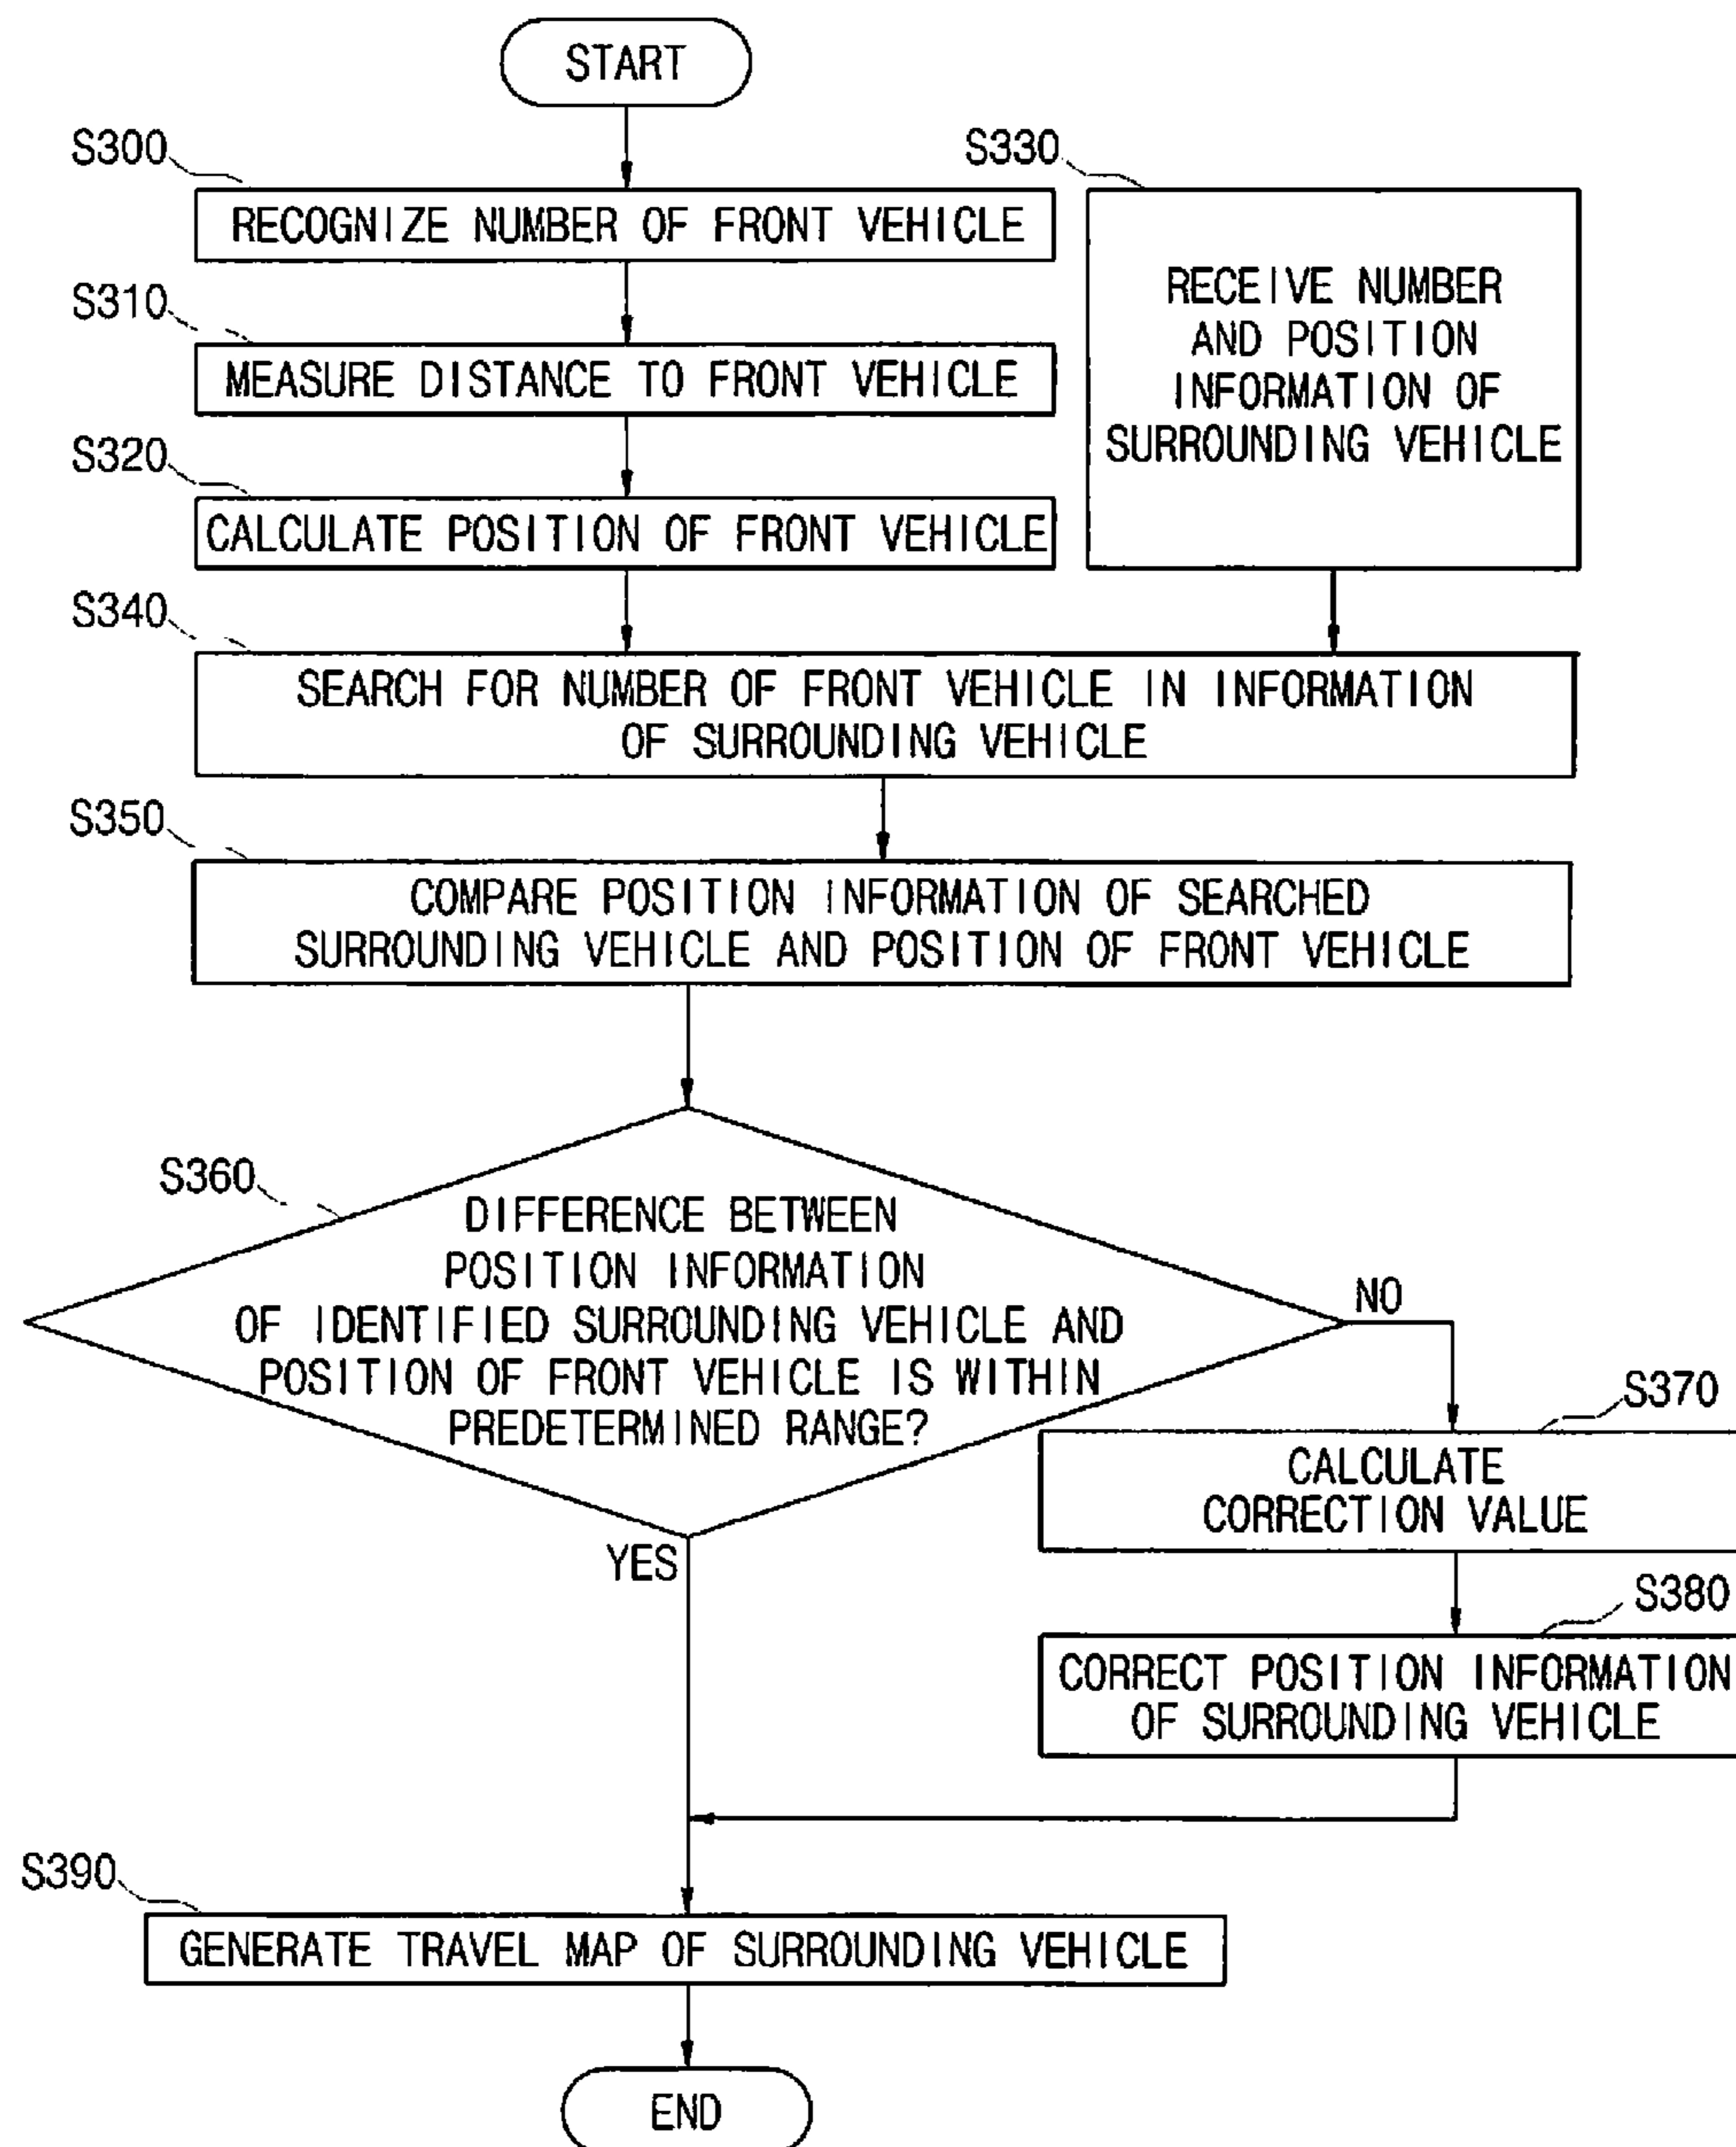 START
S300
RECOGNIZE NUMBER OF FRONT VEHICLE
S310
MEASURE DISTANCE TO FRONT VEHICLE
S320
CALCULATE POSITION OF FRONT VEHICLE
S330
RECEIVE NUMBER
AND POSITION
INFORMATION OF
SURROUNDING VEHICLE
S340
SEARCH FOR NUMBER OF FRONT VEHICLE IN INFORMATION
OF SURROUNDING VEHICLE
S350
COMPARE POSITION INFORMATION OF SEARCHED
SURROUNDING VEHICLE AND POSITION OF FRONT VEHICLE
S360
DIFFERENCE BETWEEN
POSITION INFORMATION
OF IDENTIFIED SURROUNDING VEHICLE AND
POSITION OF FRONT VEHICLE IS WITHIN
PREDETERMINED RANGE?
NO
YES
S370
CALCULATE
CORRECTION VALUE
S380
CORRECT POSITION INFORMATION
OF SURROUNDING VEHICLE
S390
GENERATE TRAVEL MAP OF SURROUNDING VEHICLE
END